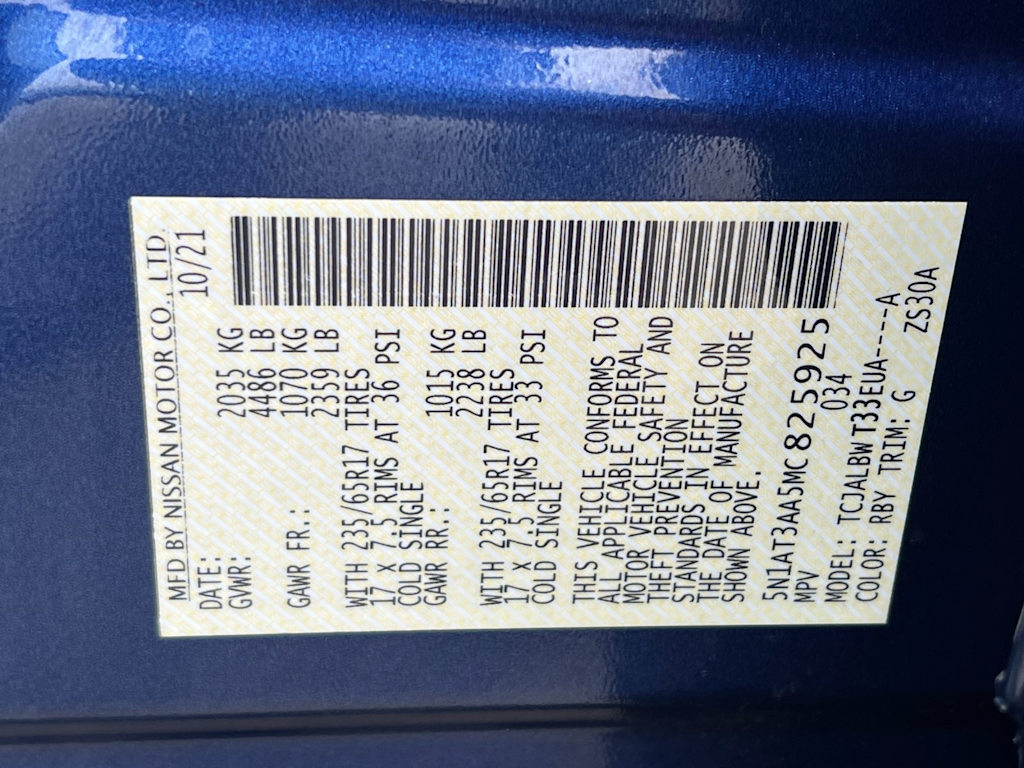 MFD BY NISSAN MOTOR CO., LTD.
DATE: 10/21
GVWR: 2035 KG
4486 LB
GAWR FR.: 1070 KG
2359 LB
WITH 235/65R17 TIRES
17 X 7.5 RIMS AT 36 PSI
COLD SINGLE
GAWR RR.: 1015 KG
2238 LB
WITH 235/65R17 TIRES
17 X 7.5 RIMS AT 33 PSI
COLD SINGLE
THIS VEHICLE CONFORMS TO
ALL APPLICABLE FEDERAL
MOTOR VEHICLE SAFETY AND
THEFT PREVENTION
STANDARDS IN EFFECT ON
THE DATE OF MANUFACTURE
SHOWN ABOVE.
5N1AT3AA5MC825925
MPV 034
MODEL: TCJALBWT33EUA----A
COLOR: RBY TRIM: G ZS30A